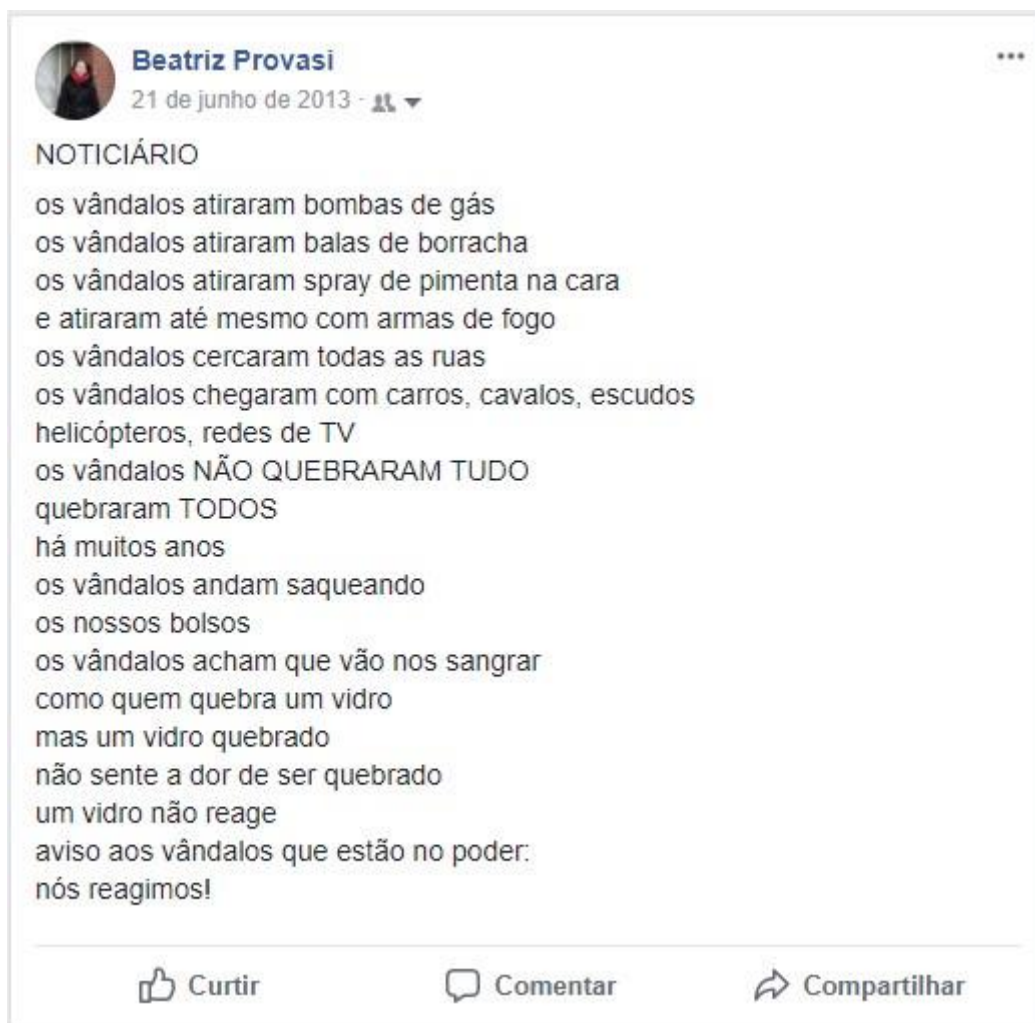 Beatriz Provasi
21 de junho de 2013
NOTICIÁRIO
os vândalos atiraram bombas de gás
os vândalos atiraram balas de borracha
os vândalos atiraram spray de pimenta na cara
e atiraram até mesmo com armas de fogo
os vândalos cercaram todas as ruas
os vândalos chegaram com carros, cavalos, escudos
helicópteros, redes de TV
os vândalos NÃO QUEBRARAM TUDO
quebraram TODOS
há muitos anos
os vândalos andam saqueando
os nossos bolsos
os vândalos acham que vão nos sangrar
como quem quebra um vidro
mas um vidro quebrado
não sente a dor de ser quebrado
um vidro não reage
aviso aos vândalos que estão no poder:
nós reagimos!
Curtir Comentar Compartilhar